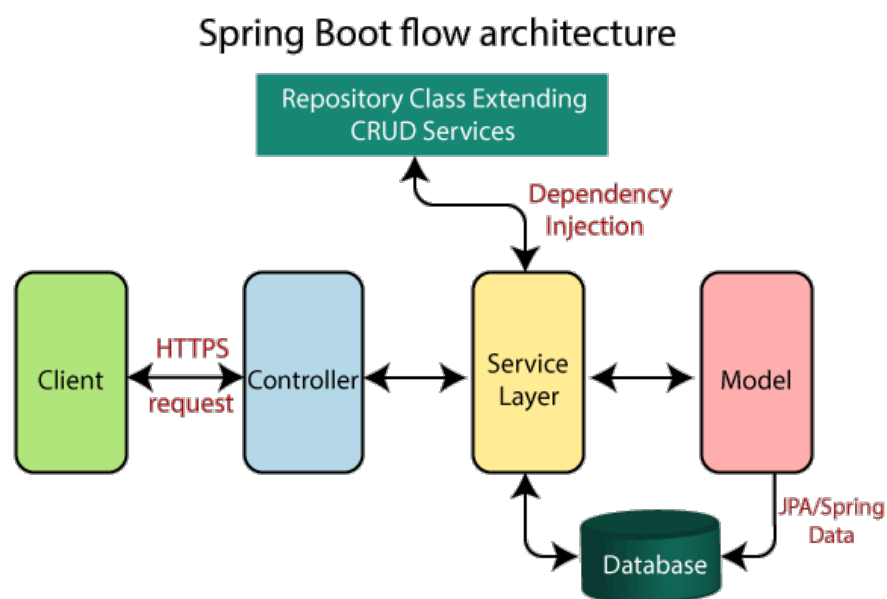 Spring Boot flow architecture
Repository Class Extending
CRUD Services
Dependency
Injection
Client
HTTPS
request
Controller
Service
Layer
Model
JPA/Spring
Data
Database